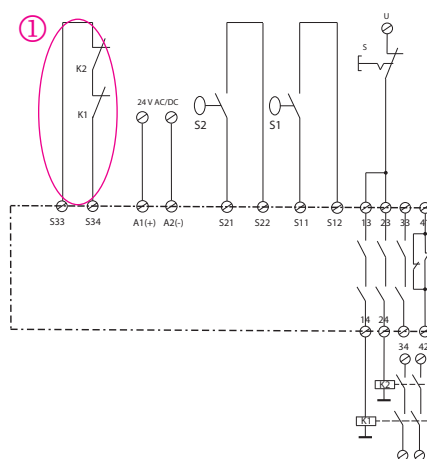 ①
U
S
K2
K1
24 V AC/DC
S2
S1
S33 S34 A1(+) A2(-) S21 S22 S11 S12 13 23 33 41
14 24
34 42
K2
K1